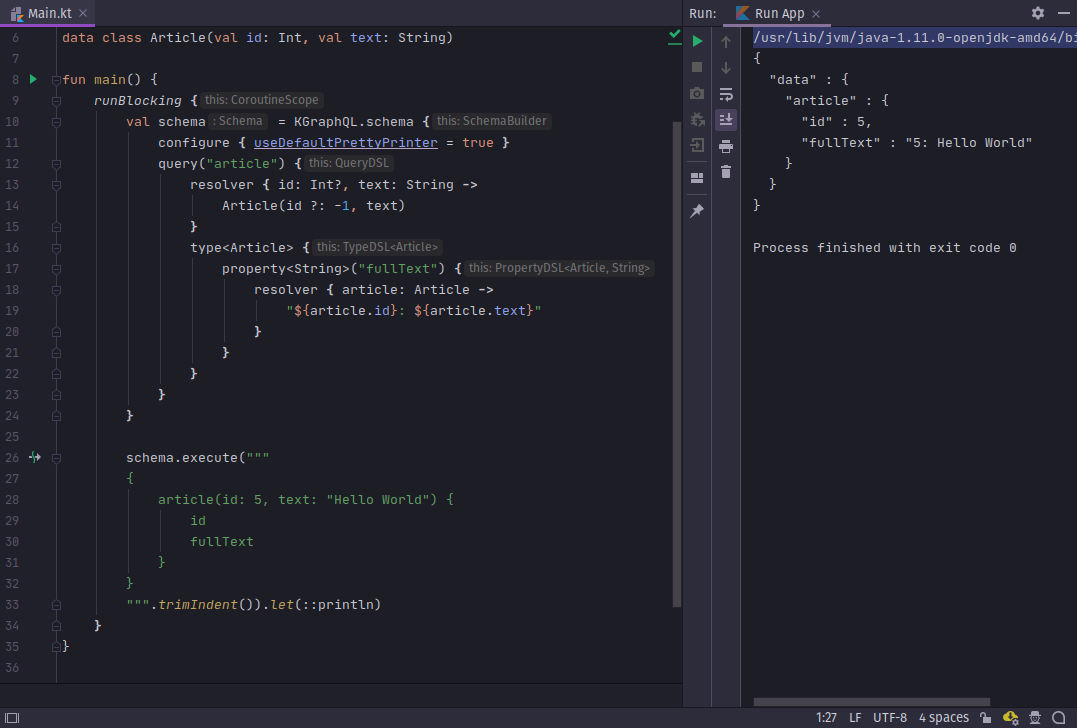 Main.kt
Run:
Run App
6 data class Article(val id: Int, val text: String)
7
8 fun main() {
9     runBlocking { this: CoroutineScope
10         val schema : Schema = KGraphQL.schema { this: SchemaBuilder
11             configure { useDefaultPrettyPrinter = true }
12             query("article") { this: QueryDSL
13                 resolver { id: Int?, text: String ->
14                     Article(id ?: -1, text)
15                 }
16                 type<Article> { this: TypeDSL<Article>
17                     property<String>("fullText") { this: PropertyDSL<Article, String>
18                         resolver { article: Article ->
19                             "${article.id}: ${article.text}"
20                         }
21                     }
22                 }
23             }
24         }
25
26         schema.execute("""
27         {
28             article(id: 5, text: "Hello World") {
29                 id
30                 fullText
31             }
32         }
33         """.trimIndent()).let(::println)
34     }
35 }
36
/usr/lib/jvm/java-1.11.0-openjdk-amd64/bi
{
  "data" : {
    "article" : {
      "id" : 5,
      "fullText" : "5: Hello World"
    }
  }
}
Process finished with exit code 0
1:27 LF UTF-8 4 spaces